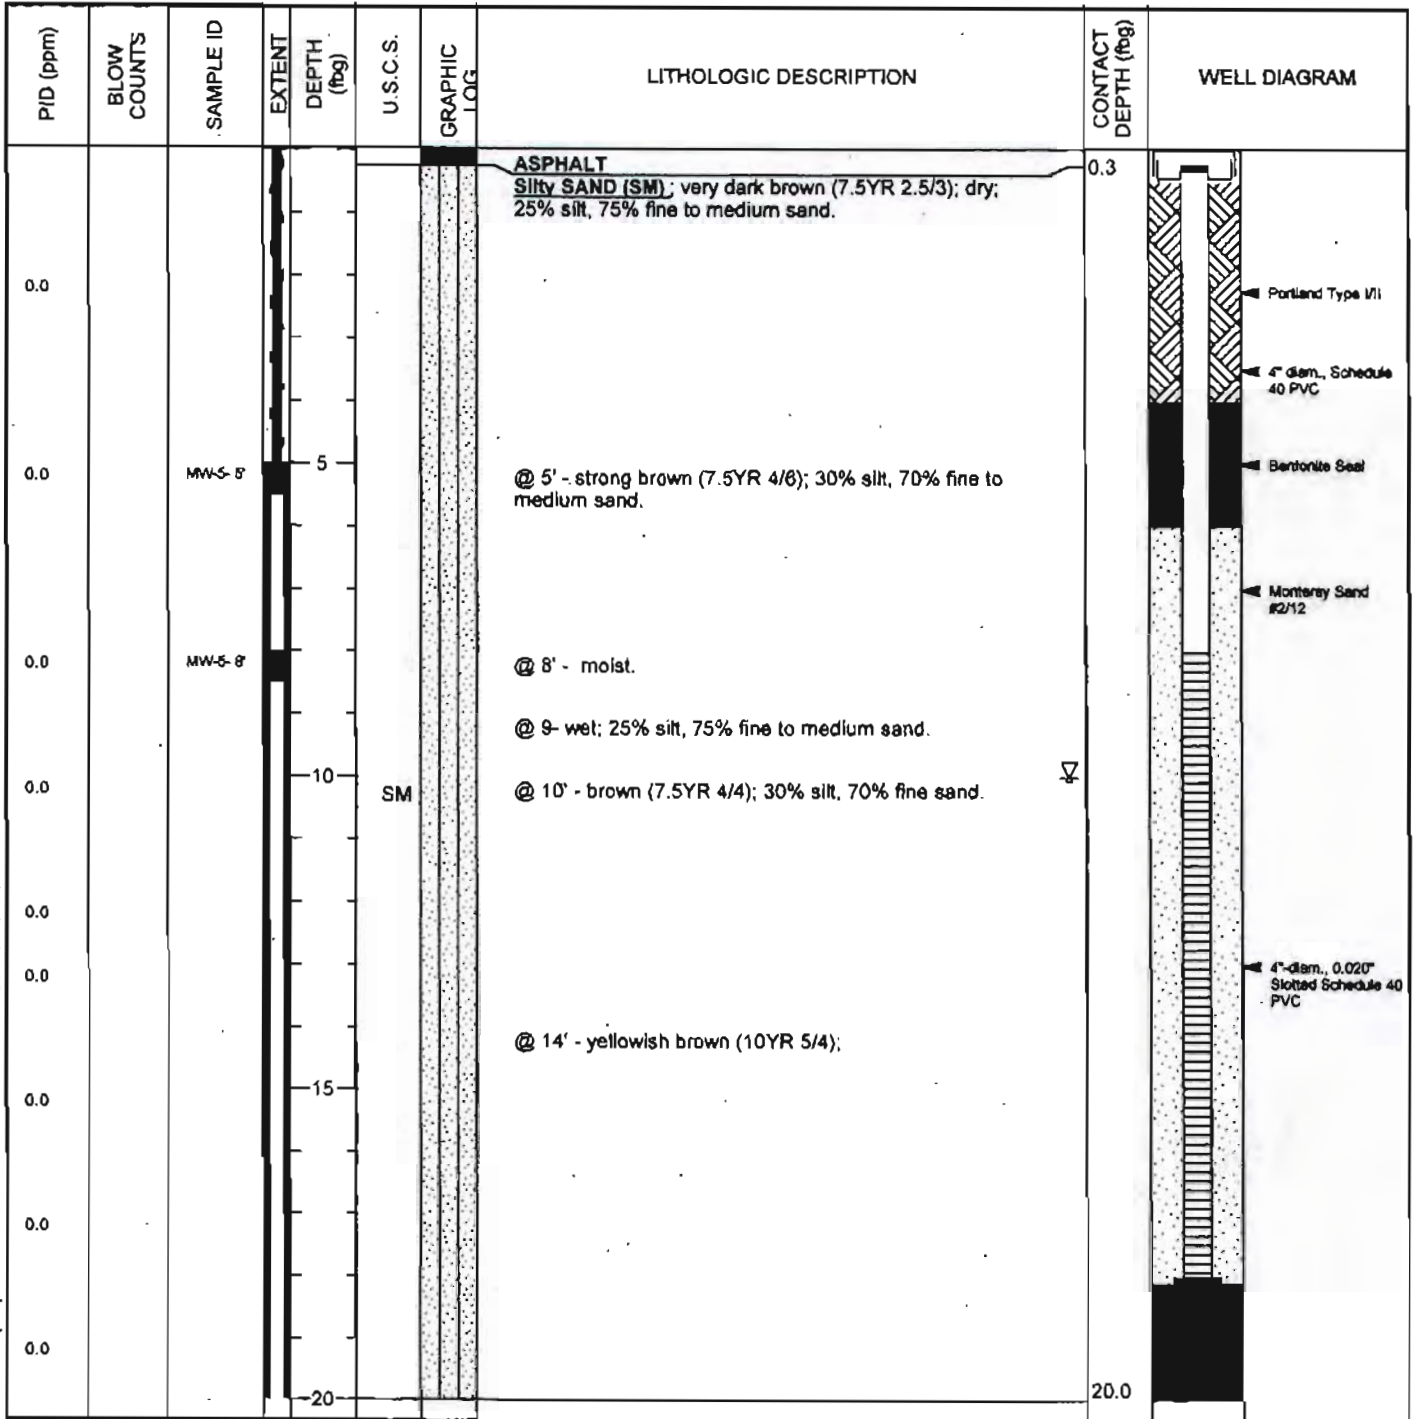 PID (ppm)
BLOW
COUNTS
SAMPLE ID
EXTENT
DEPTH
(fbg)
U.S.C.S.
GRAPHIC
LOG
LITHOLOGIC DESCRIPTION
CONTACT
DEPTH (fbg)
WELL DIAGRAM
ASPHALT
0.3
Silty SAND (SM); very dark brown (7.5YR 2.5/3); dry;
25% silt, 75% fine to medium sand.
0.0
Portland Type I/II
4" diam., Schedule
40 PVC
0.0
MW-5- 8'
5
@ 5' - strong brown (7.5YR 4/6); 30% silt, 70% fine to
medium sand.
Bentonite Seal
Monterey Sand
#2/12
0.0
MW-5- 8'
@ 8' - moist.
@ 9- wet; 25% silt, 75% fine to medium sand.
0.0
10
SM
@ 10' - brown (7.5YR 4/4); 30% silt, 70% fine sand.
0.0
0.0
4"-diam., 0.020"
Slotted Schedule 40
PVC
@ 14' - yellowish brown (10YR 5/4);
0.0
15
0.0
0.0
20
20.0